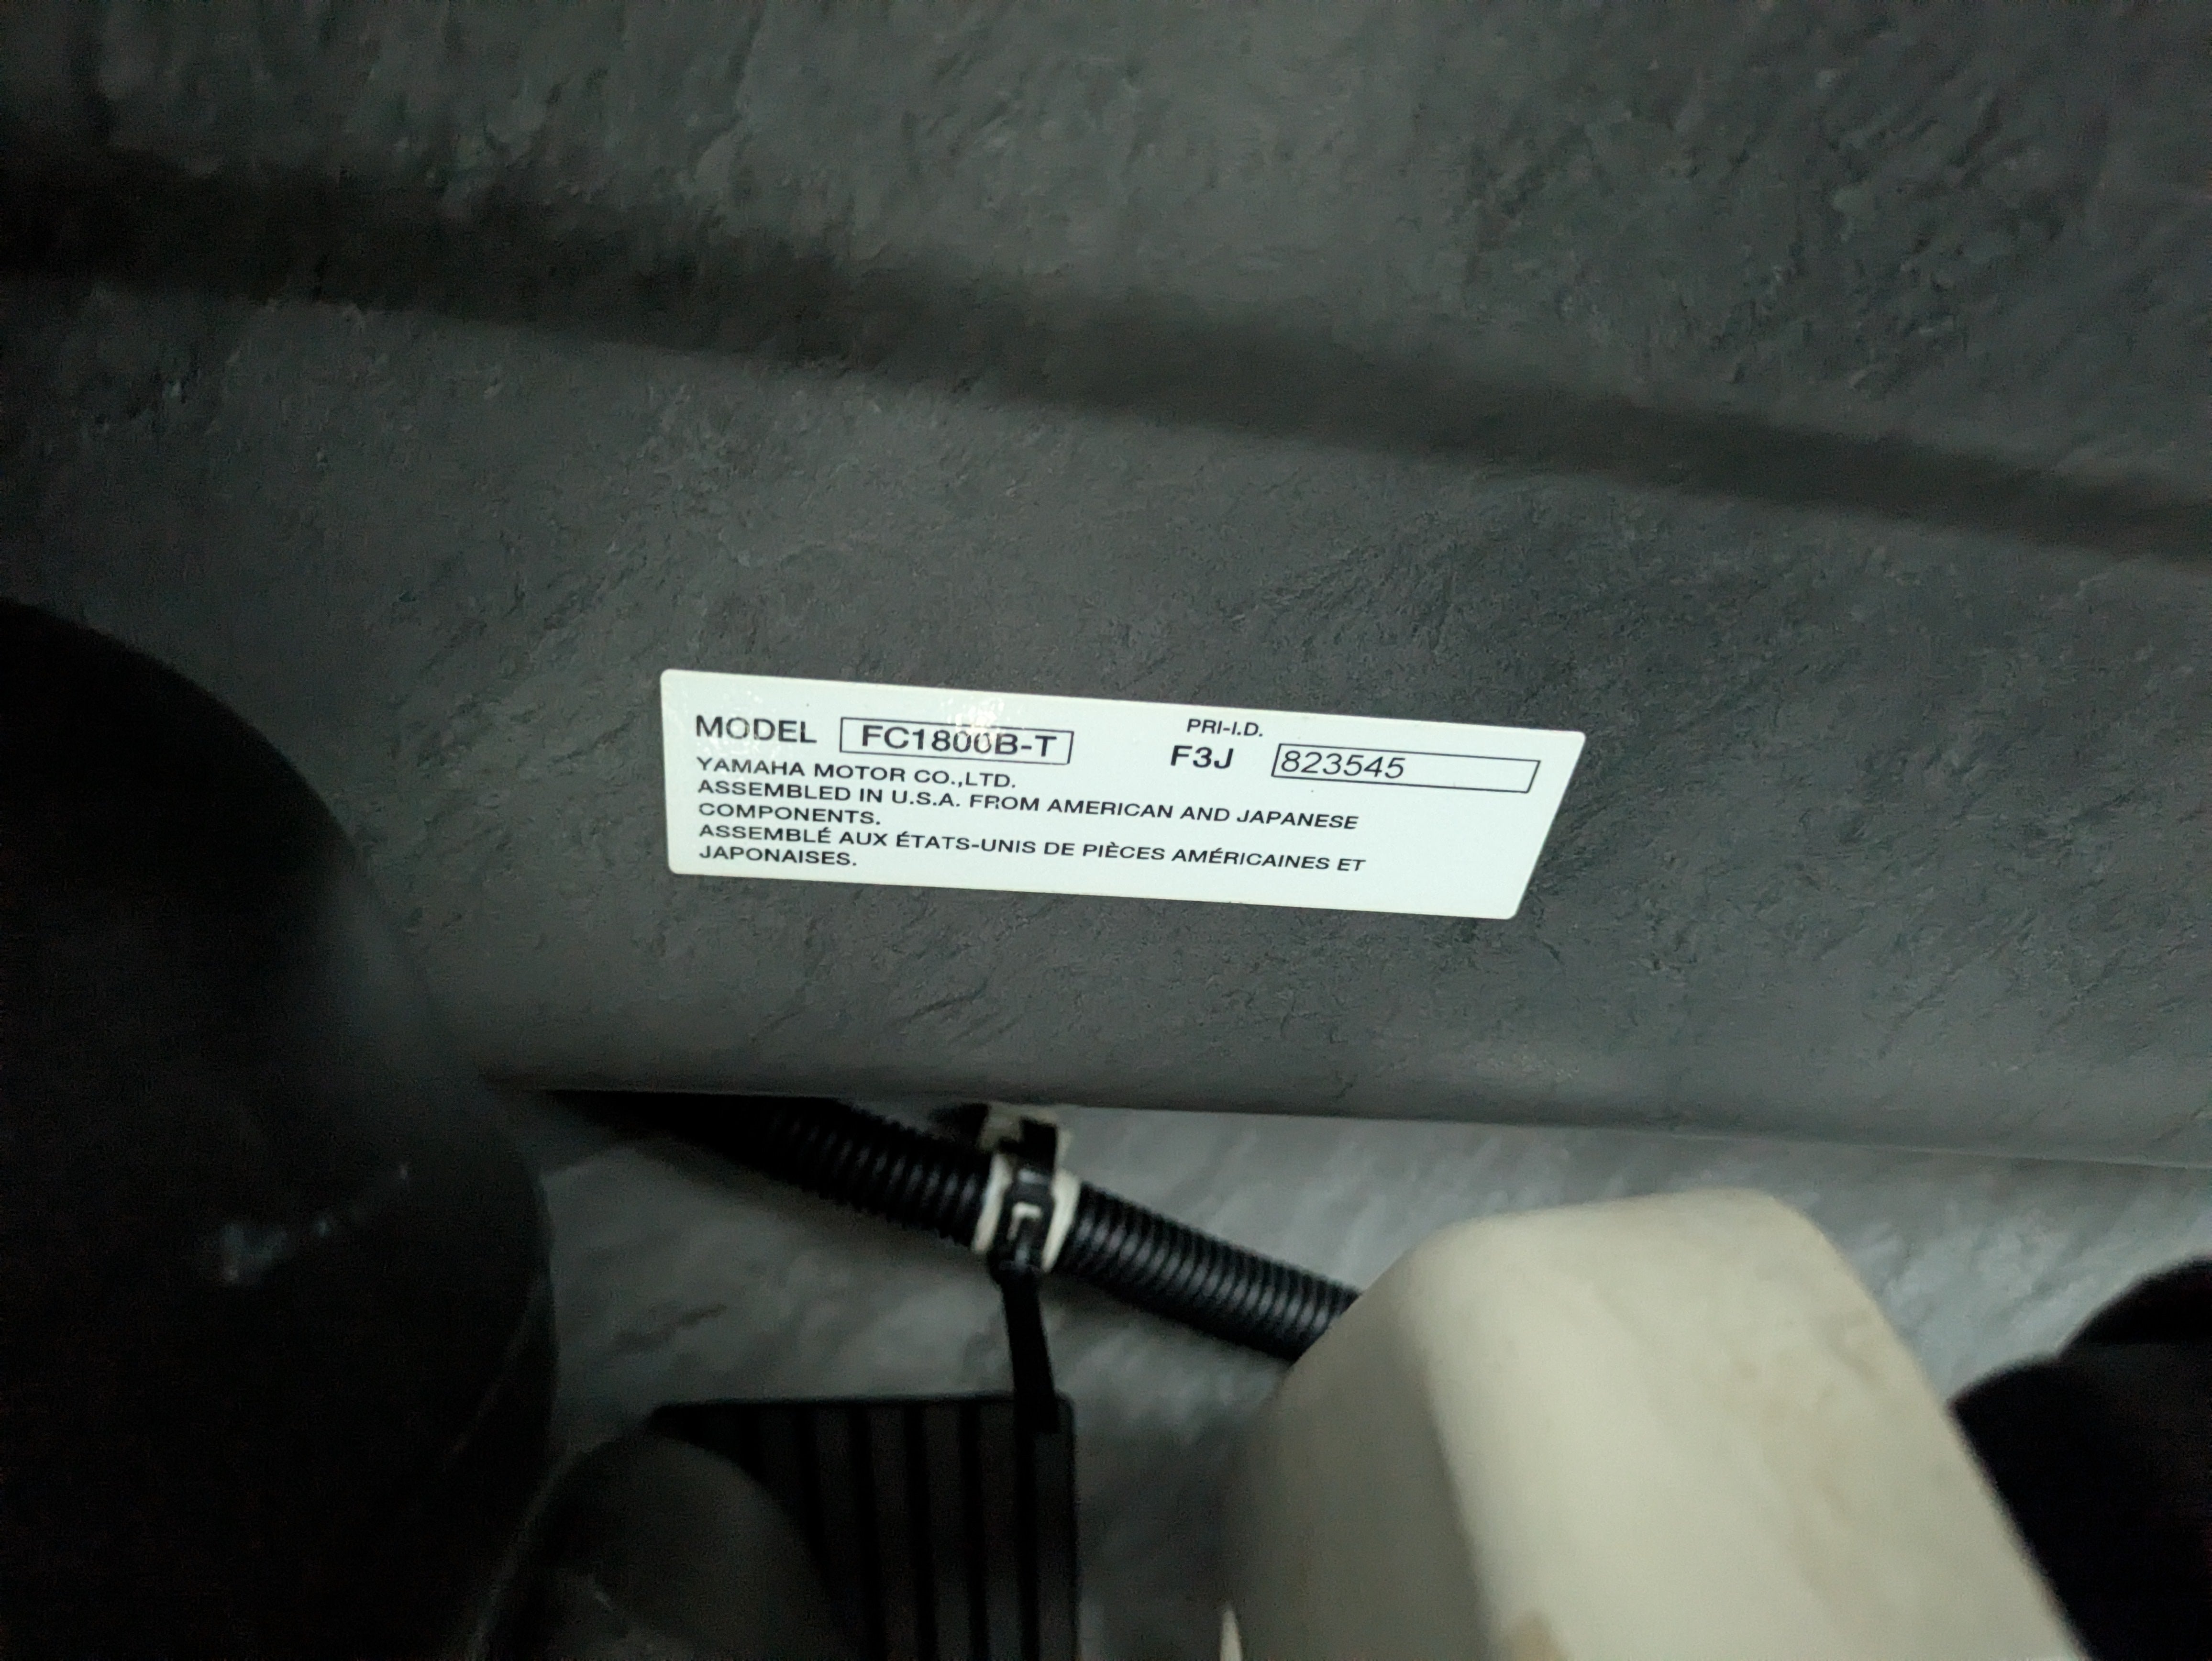 MODEL FC1800B-T PRI-I.D.
F3J 823545
YAMAHA MOTOR CO.,LTD.
ASSEMBLED IN U.S.A. FROM AMERICAN AND JAPANESE
COMPONENTS.
ASSEMBLÉ AUX ÉTATS-UNIS DE PIÈCES AMÉRICAINES ET
JAPONAISES.